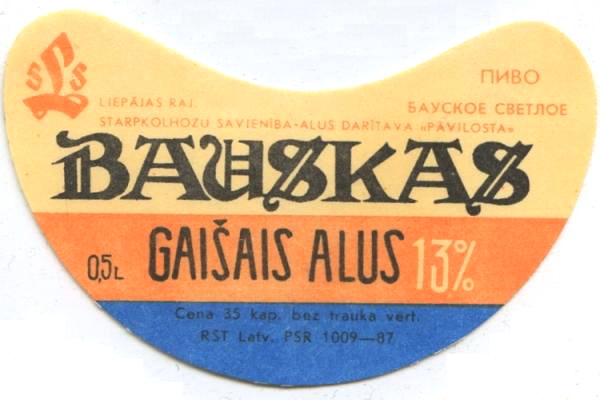 SLS
ПИВО
LIEPĀJAS RAJ.
БАУСКОЕ СВЕТЛОЕ
STARPKOLHOZU SAVIENĪBA-ALUS DARĪTAVA «PĀVILOSTA»
BAUSKAS
0,5L GAIŠAIS ALUS 13%
Cena 35 kap. bez trauka vērt.
RST Latv. PSR 1009—87